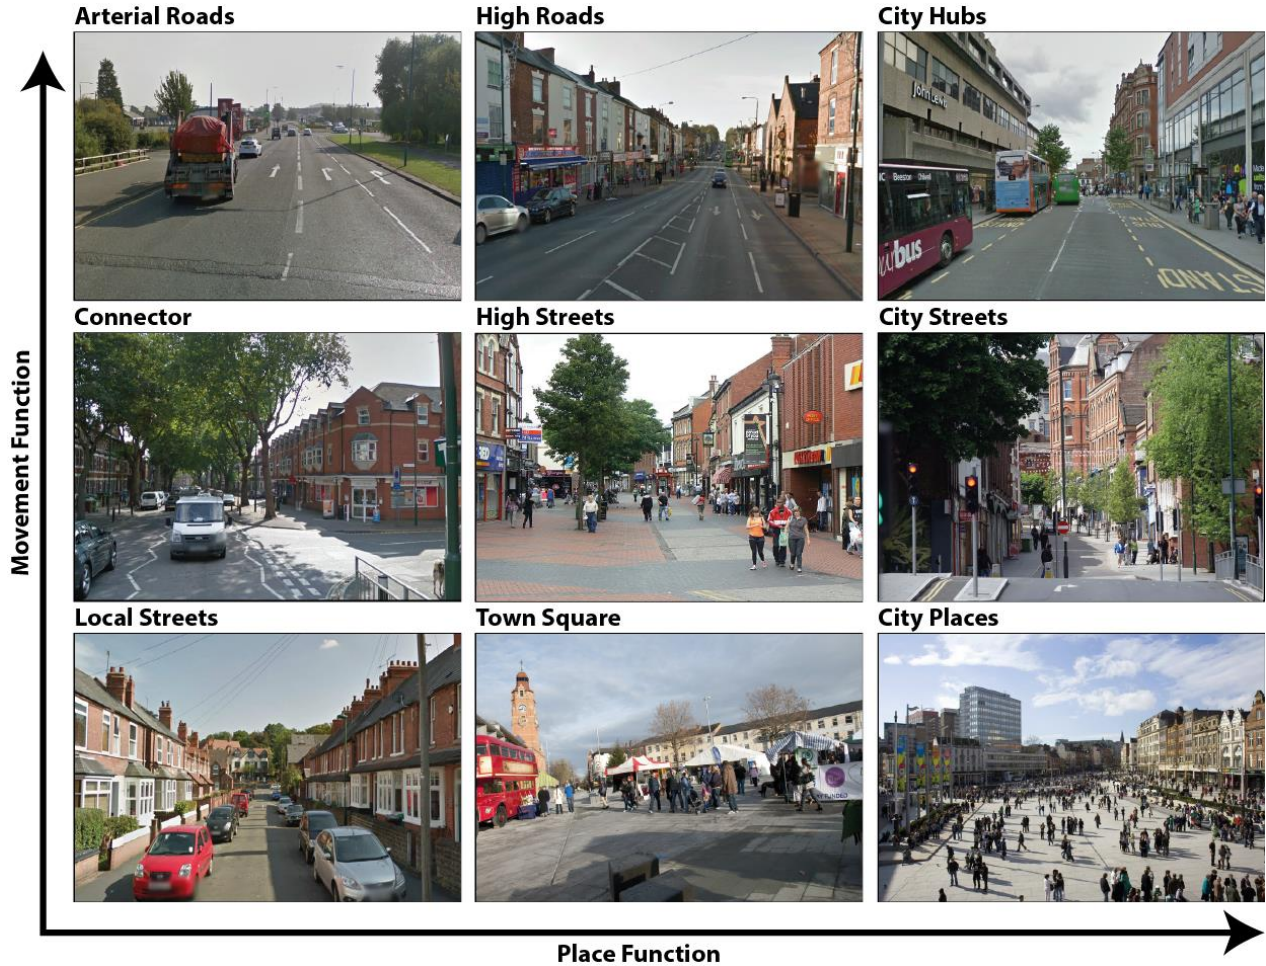 Arterial Roads
High Roads
City Hubs
John Lewis
Beeston
bus
STAND
Connector
High Streets
City Streets
Local Streets
Town Square
City Places
Movement Function
Place Function